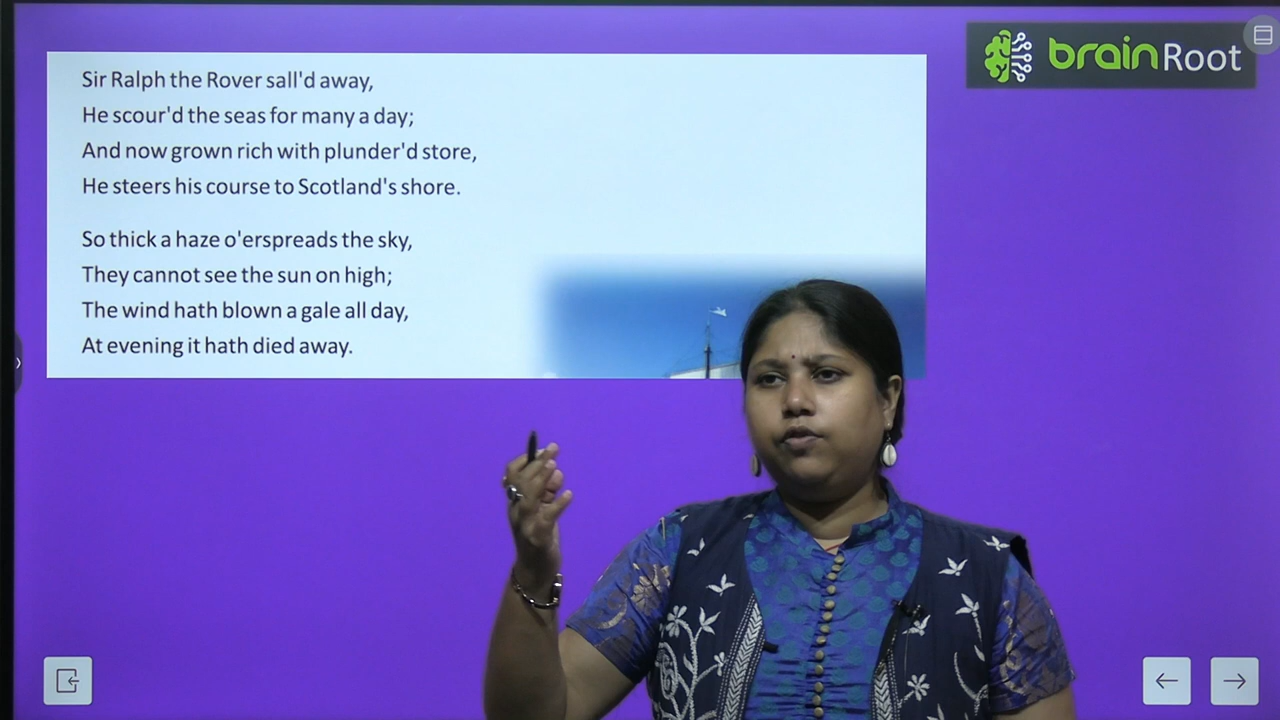 Sir Ralph the Rover sall'd away,
He scour'd the seas for many a day;
And now grown rich with plunder'd store,
He steers his course to Scotland's shore.
So thick a haze o'erspreads the sky,
They cannot see the sun on high;
The wind hath blown a gale all day,
At evening it hath died away.
brainRoot